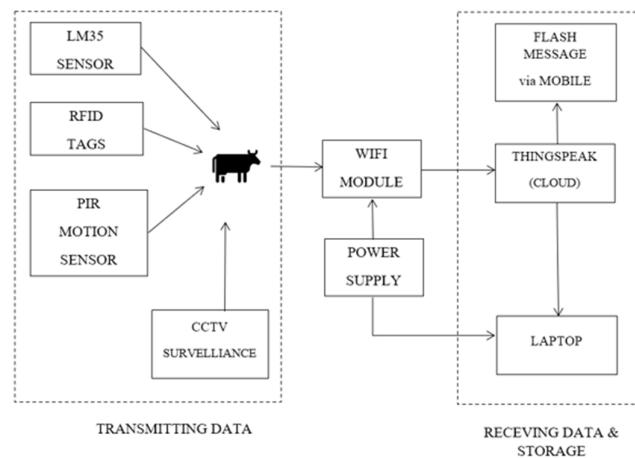 LM35
SENSOR
RFID
TAGS
PIR
MOTION
SENSOR
CCTV
SURVELLIANCE
TRANSMITTING DATA
WIFI
MODULE
POWER
SUPPLY
FLASH
MESSAGE
via MOBILE
THINGSPEAK
(CLOUD)
LAPTOP
RECEVING DATA &
STORAGE